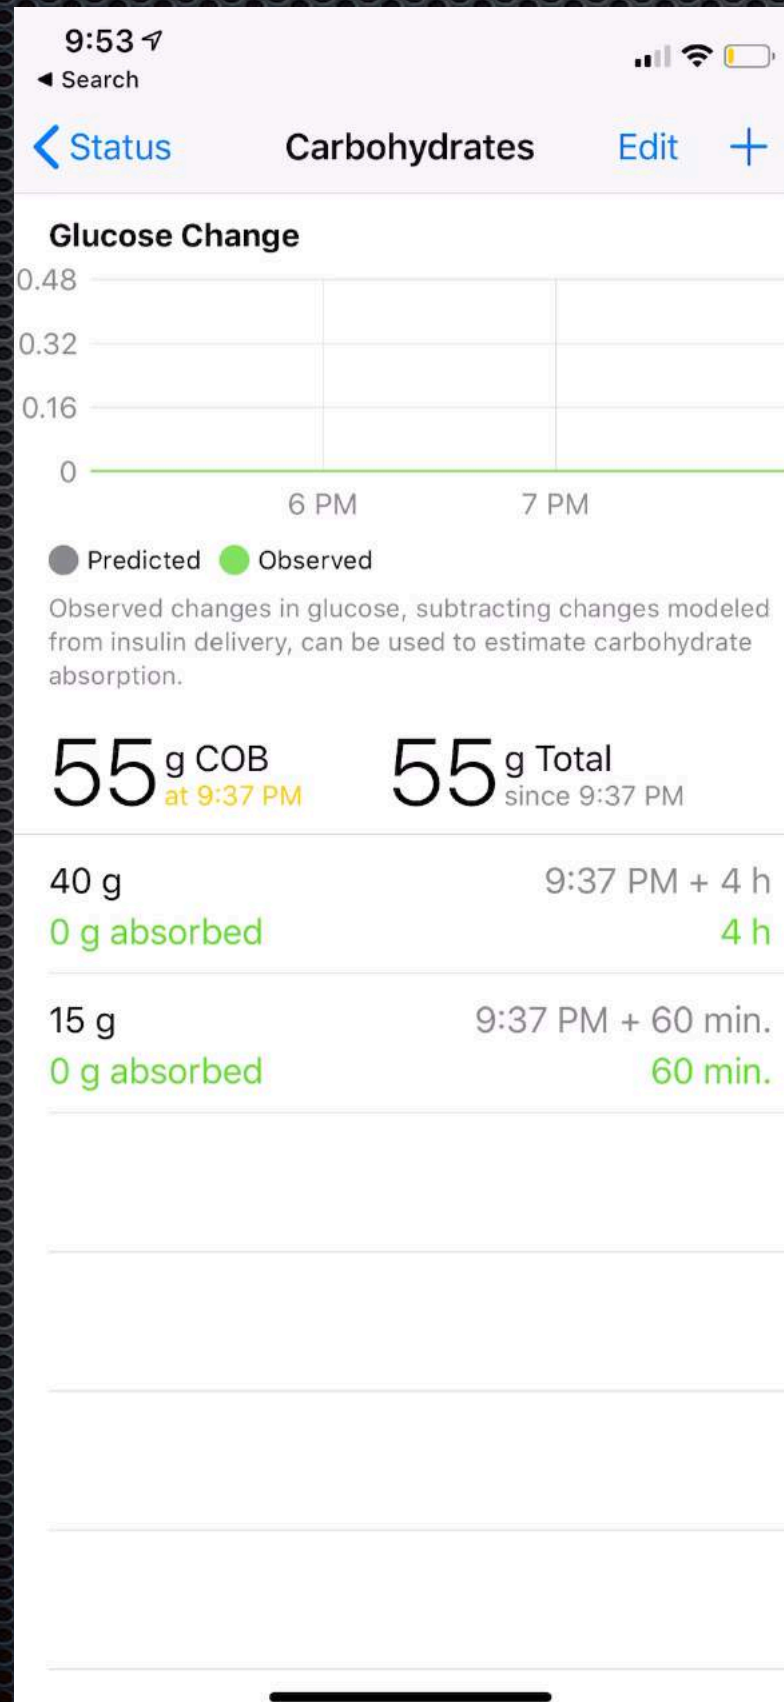 9:53
◀ Search
Status
Carbohydrates
Edit
+
Glucose Change
0.48
0.32
0.16
0
6 PM 7 PM
Predicted Observed
Observed changes in glucose, subtracting changes modeled
from insulin delivery, can be used to estimate carbohydrate
absorption.
55 g COB
at 9:37 PM
55 g Total
since 9:37 PM
40 g 9:37 PM + 4 h
0 g absorbed 4 h
15 g 9:37 PM + 60 min.
0 g absorbed 60 min.